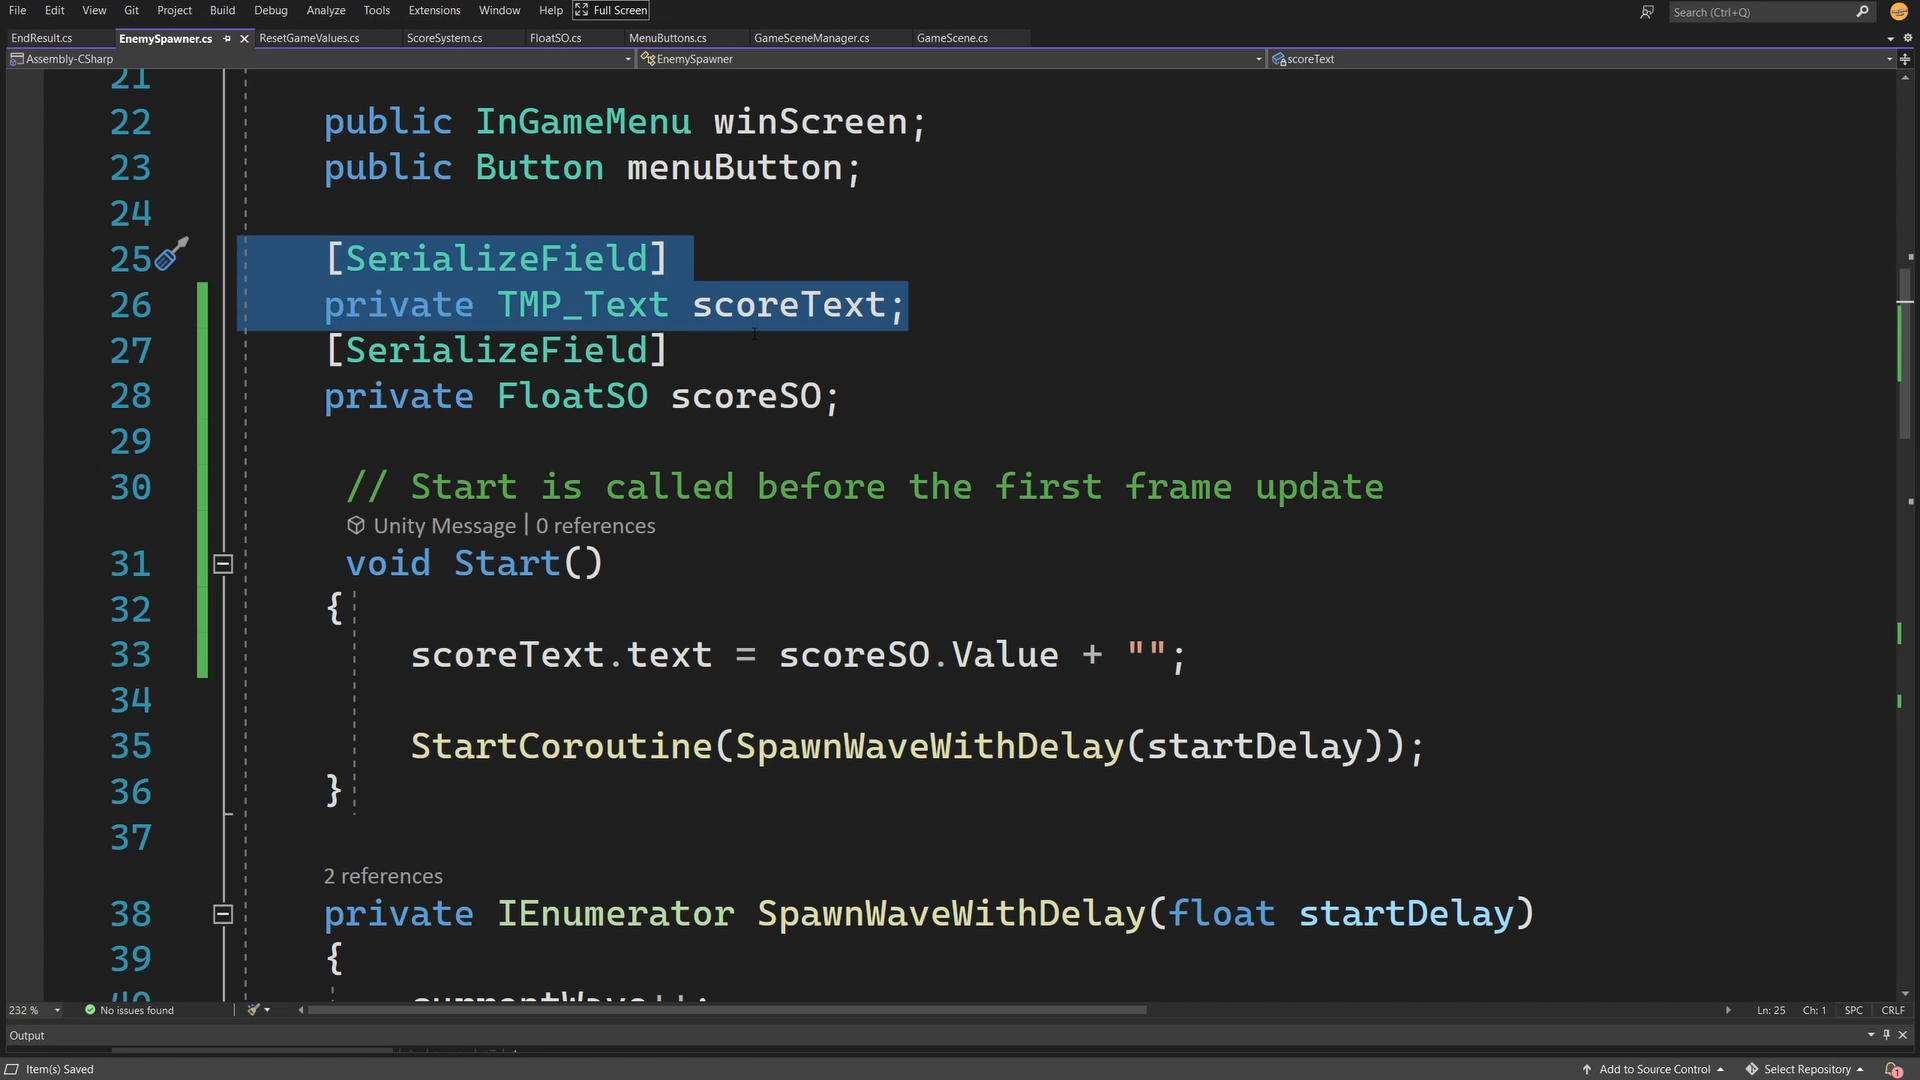 File Edit View Git Project Build Debug Analyze Tools Extensions Window Help Full Screen Search (Ctrl+Q)
EndResult.cs EnemySpawner.cs ResetGameValues.cs ScoreSystem.cs FloatSO.cs MenuButtons.cs GameSceneManager.cs GameScene.cs
Assembly-CSharp EnemySpawner scoreText
21
22 public InGameMenu winScreen;
23 public Button menuButton;
24
25 [SerializeField]
26 private TMP_Text scoreText;
27 [SerializeField]
28 private FloatSO scoreSO;
29
30 // Start is called before the first frame update
Unity Message | 0 references
31 void Start()
32 {
33 scoreText.text = scoreSO.Value + "";
34
35 StartCoroutine(SpawnWaveWithDelay(startDelay));
36 }
37
2 references
38 private IEnumerator SpawnWaveWithDelay(float startDelay)
39 {
40 currentWave++;
232 % No issues found Ln: 25 Ch: 1 SPC CRLF
Output
Item(s) Saved Add to Source Control Select Repository 1